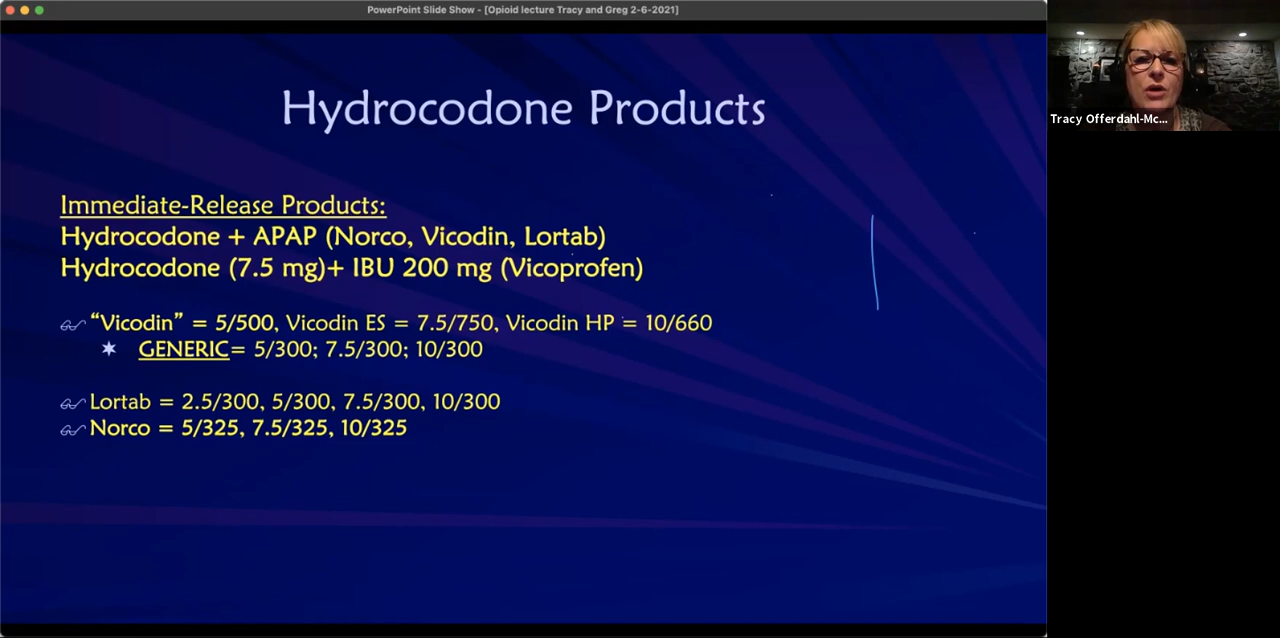 PowerPoint Slide Show - [Opioid lecture Tracy and Greg 2-6-2021]
Hydrocodone Products
Tracy Offerdahl-Mc...
Immediate-Release Products:
Hydrocodone + APAP (Norco, Vicodin, Lortab)
Hydrocodone (7.5 mg)+ IBU 200 mg (Vicoprofen)
“Vicodin” = 5/500, Vicodin ES = 7.5/750, Vicodin HP = 10/660
GENERIC= 5/300; 7.5/300; 10/300
Lortab = 2.5/300, 5/300, 7.5/300, 10/300
Norco = 5/325, 7.5/325, 10/325